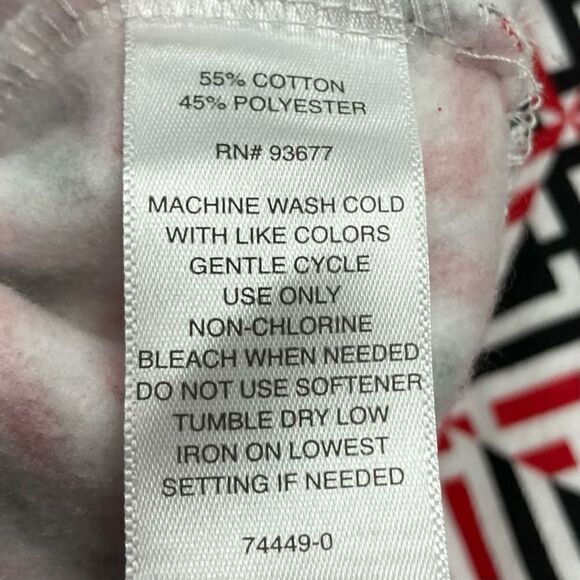 55% COTTON
45% POLYESTER
RN# 93677
MACHINE WASH COLD
WITH LIKE COLORS
GENTLE CYCLE
USE ONLY
NON-CHLORINE
BLEACH WHEN NEEDED
DO NOT USE SOFTENER
TUMBLE DRY LOW
IRON ON LOWEST
SETTING IF NEEDED
74449-0